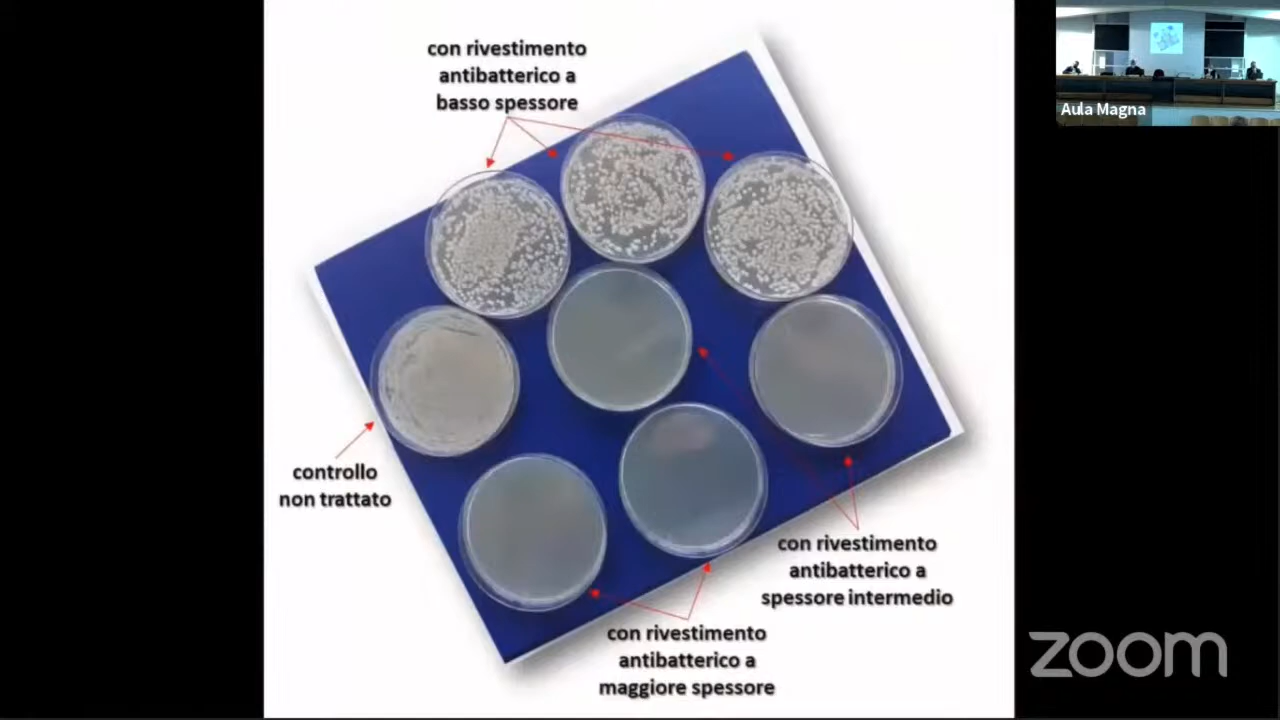 con rivestimento
antibatterico a
basso spessore
Aula Magna
controllo
non trattato
con rivestimento
antibatterico a
spessore intermedio
con rivestimento
antibatterico a
maggiore spessore
zoom